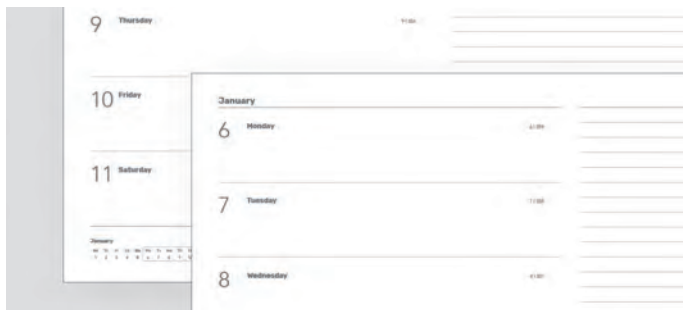 9 Thursday
10 Friday
11 Saturday
January
January
6 Monday
7 Tuesday
8 Wednesday